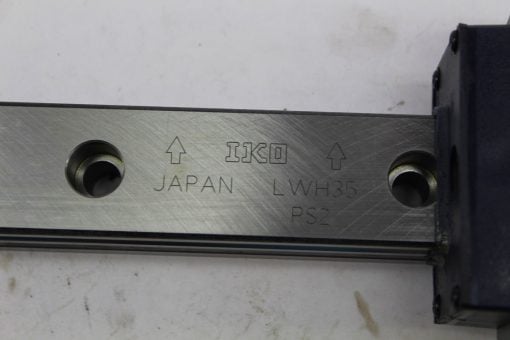 ↑ IKO ↑
JAPAN LWH35
PS2